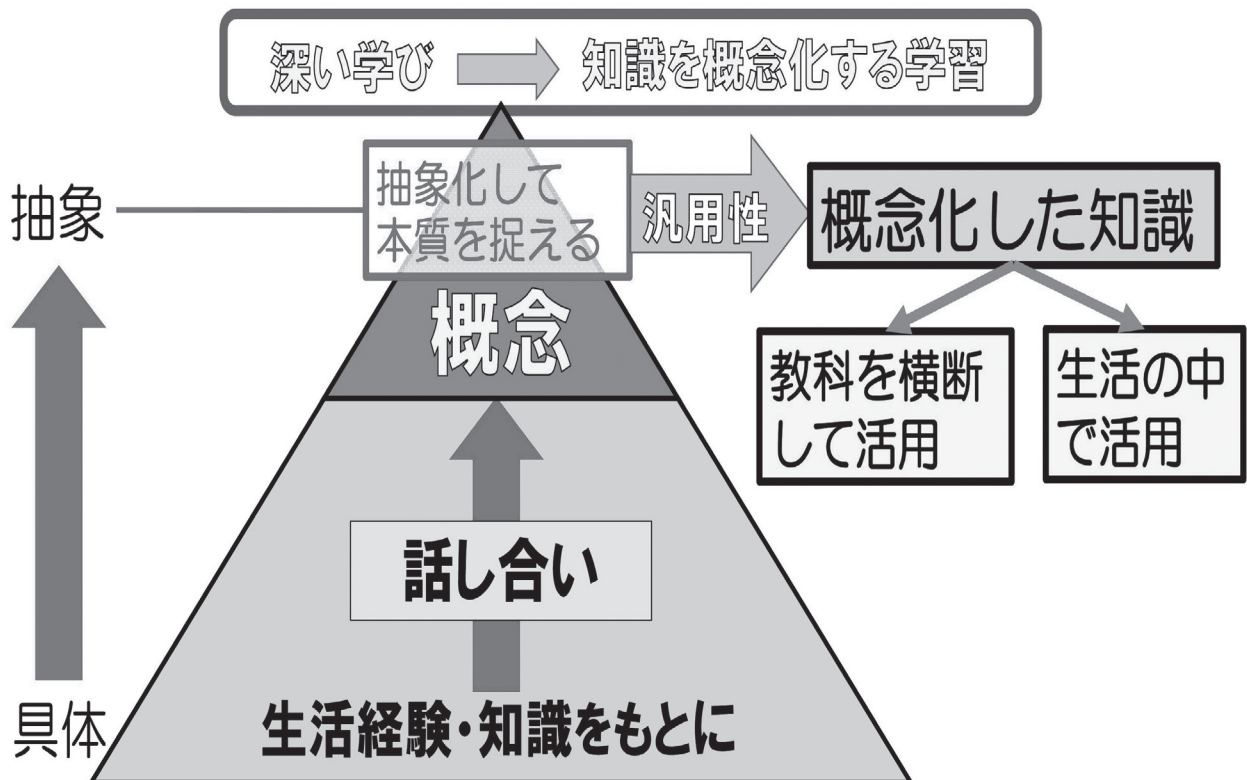 深い学び 知識を概念化する学習
抽象
抽象化して
本質を捉える
汎用性
概念化した知識
概念
教科を横断
して活用
生活の中
で活用
話し合い
具体
生活経験・知識をもとに